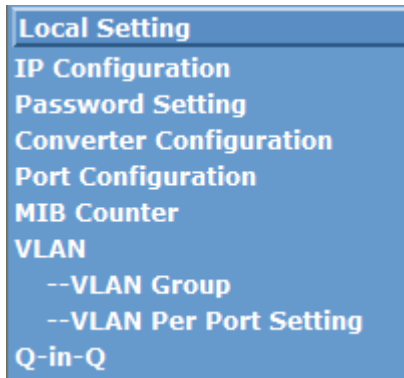 Local Setting
IP Configuration
Password Setting
Converter Configuration
Port Configuration
MIB Counter
VLAN
--VLAN Group
--VLAN Per Port Setting
Q-in-Q